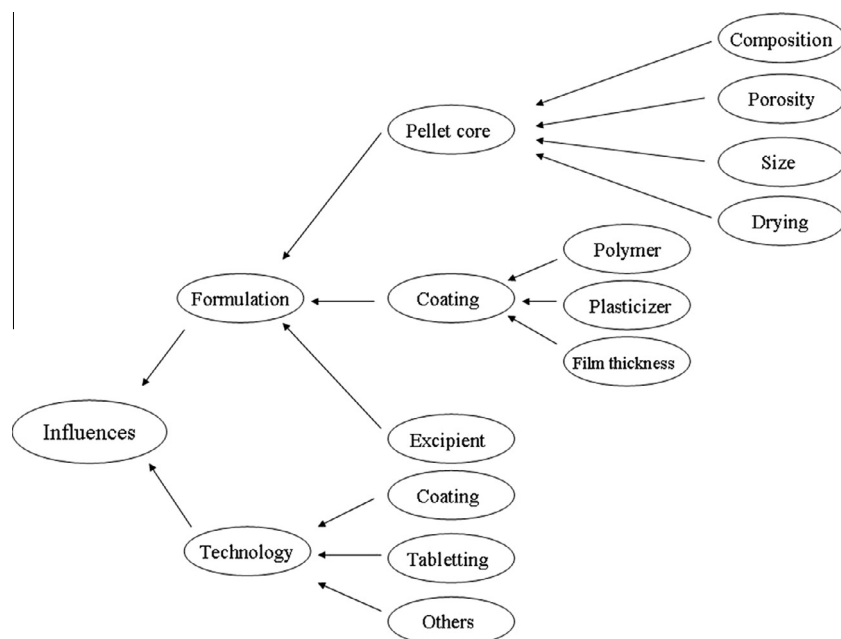 Composition
Porosity
Pellet core
Size
Drying
Polymer
Formulation
Coating
Plasticizer
Film thickness
Influences
Excipient
Coating
Technology
Tabletting
Others